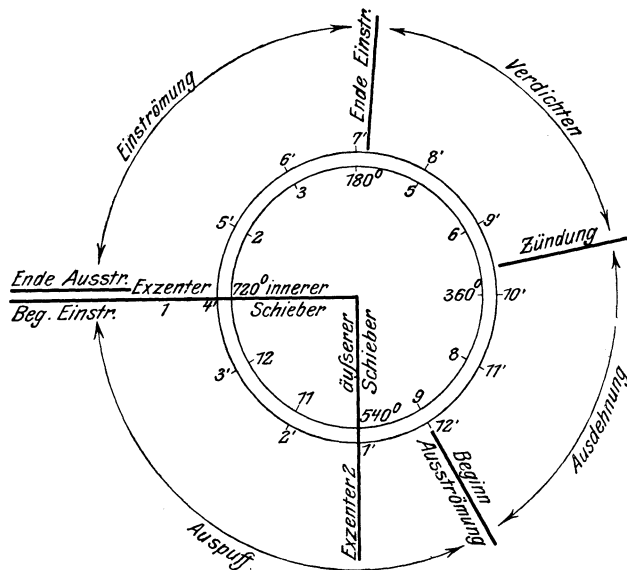 Einströmung
Ende Einstr.
Verdichten
7'
180°
6'
8'
3
5
5'
9'
2
6
Zündung
Ende Ausstr.
Exzenter
720° innerer
Beg. Einstr.
1
4'
Schieber
360°
10'
äußserer
Schieber
12
8
3'
11'
11
9
2'
540°
12'
1'
Ausdehnung
Beginn
Ausströmung
Exzenter 2
Auspuff.